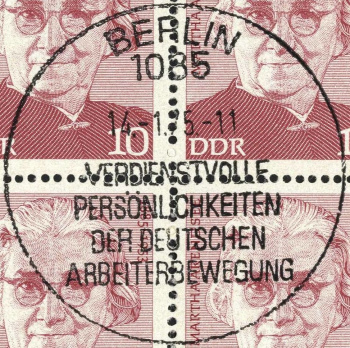 BERLIN
1085
14-1.75-11
10
DDR
VERDIENSTVOLLE
PERSÖNLICHKEITEN
DER DEUTSCHEN
ARBEITERBEWEGUNG